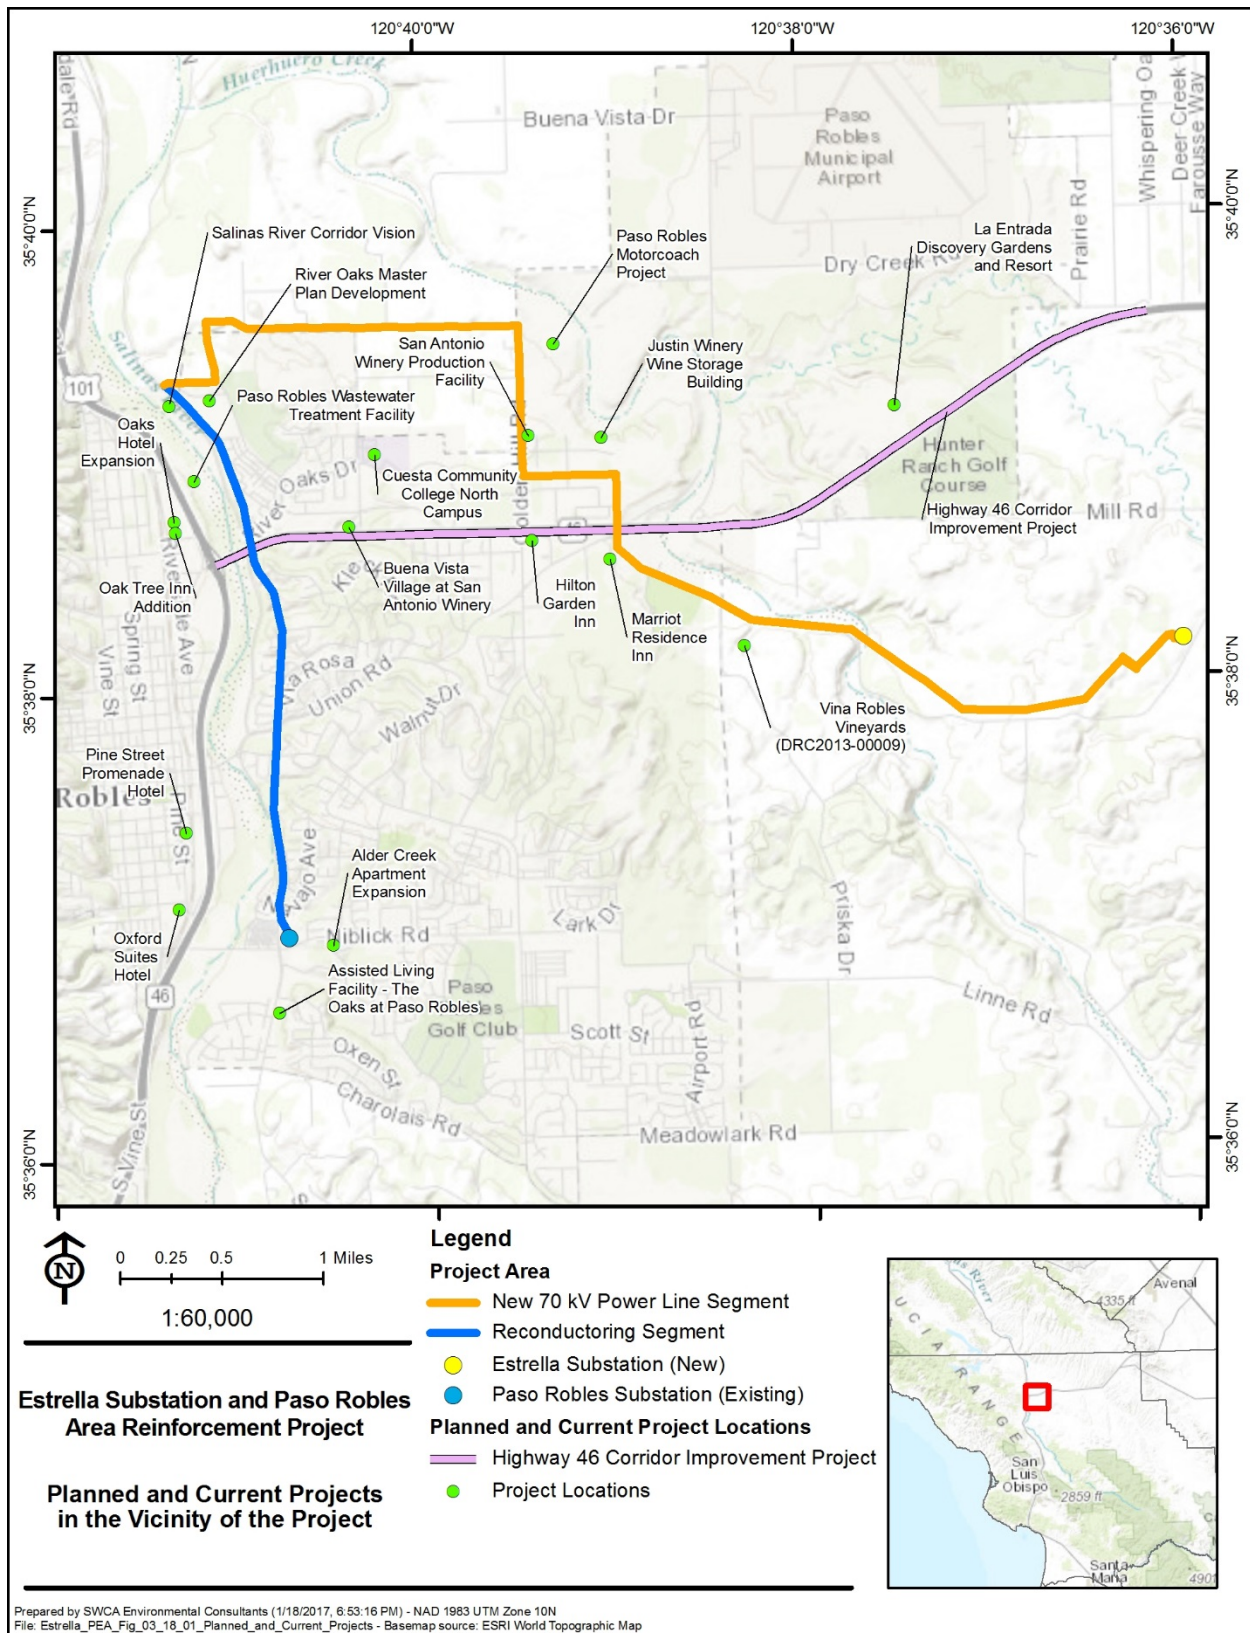 120°40'0"W
120°38'0"W
120°36'0"W
35°40'0"N
35°38'0"N
35°36'0"N
35°40'0"N
35°38'0"N
35°36'0"N
dale Rd
Huerhuero Creek
Buena Vista Dr
Paso
Robles
Municipal
Airport
Whispering Oa
Deer Creek
Farousse Way
Prairie Rd
Dry Creek Rd
Salinas River Corridor Vision
River Oaks Master
Plan Development
Paso Robles
Motorcoach
Project
La Entrada
Discovery Gardens
and Resort
San Antonio
Winery Production
Facility
Justin Winery
Wine Storage
Building
Salinas
101
Paso Robles Wastewater
Treatment Facility
Oaks
Hotel
Expansion
River Oaks Dr
Cuesta Community
College North
Campus
Hunter
Ranch Golf
Course
Highway 46 Corridor
Improvement Project
Mill Rd
46
Oak Tree Inn
Addition
Riverside Ave
Spring St
Vine St
Buena Vista
Village at San
Antonio Winery
Hilton
Garden
Inn
Marriot
Residence
Inn
Via Rosa
Union Rd
Walnut Dr
Vina Robles
Vineyards
(DRC2013-00009)
Pine Street
Promenade
Hotel
Robles
Pine St
Alder Creek
Apartment
Expansion
Lark Dr
Niblick Rd
Priska Dr
Oxford
Suites
Hotel
46
Assisted Living
Facility - The
Oaks at Paso Robles
Paso
Golf Club
Scott St
Airport Rd
Linne Rd
Oxen St
Charolais Rd
Meadowlark Rd
S Vine St
N
0 0.25 0.5 1 Miles
1:60,000
Estrella Substation and Paso Robles
Area Reinforcement Project
Planned and Current Projects
in the Vicinity of the Project
Legend
Project Area
New 70 kV Power Line Segment
Reconductoring Segment
Estrella Substation (New)
Paso Robles Substation (Existing)
Planned and Current Project Locations
Highway 46 Corridor Improvement Project
Project Locations
River
Avenal
4335 ft
UCIA RANGE
San
Luis
Obispo
2859 ft
Santa
Maria
4901
Prepared by SWCA Environmental Consultants (1/18/2017, 6:53:16 PM) - NAD 1983 UTM Zone 10N
File: Estrella_PEA_Fig_03_18_01_Planned_and_Current_Projects - Basemap source: ESRI World Topographic Map